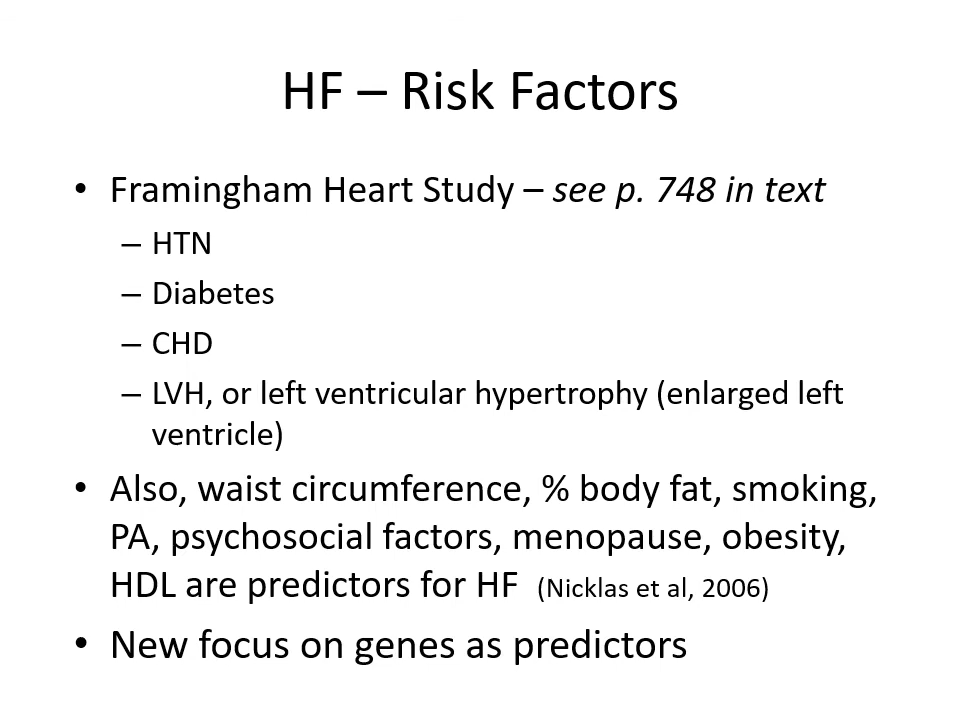 HF – Risk Factors
• Framingham Heart Study – see p. 748 in text
– HTN
– Diabetes
– CHD
– LVH, or left ventricular hypertrophy (enlarged left
ventricle)
• Also, waist circumference, % body fat, smoking,
PA, psychosocial factors, menopause, obesity,
HDL are predictors for HF (Nicklas et al, 2006)
• New focus on genes as predictors